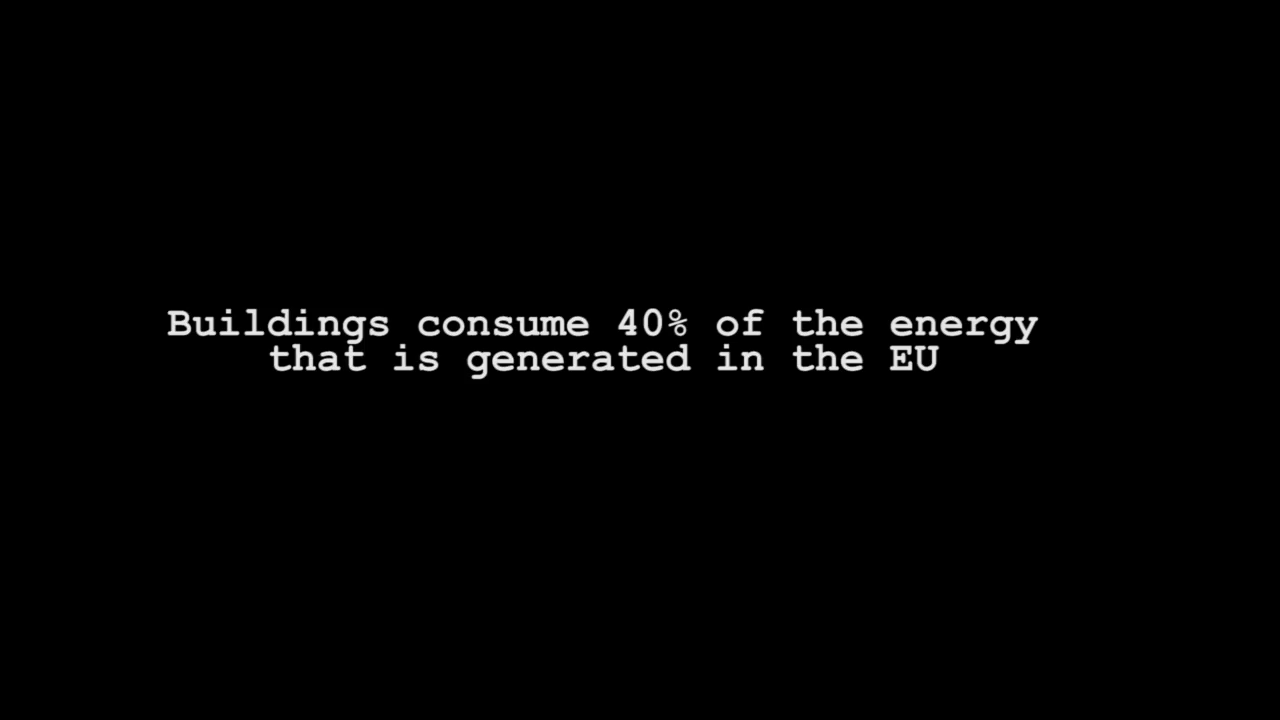 Buildings consume 40% of the energy
that is generated in the EU